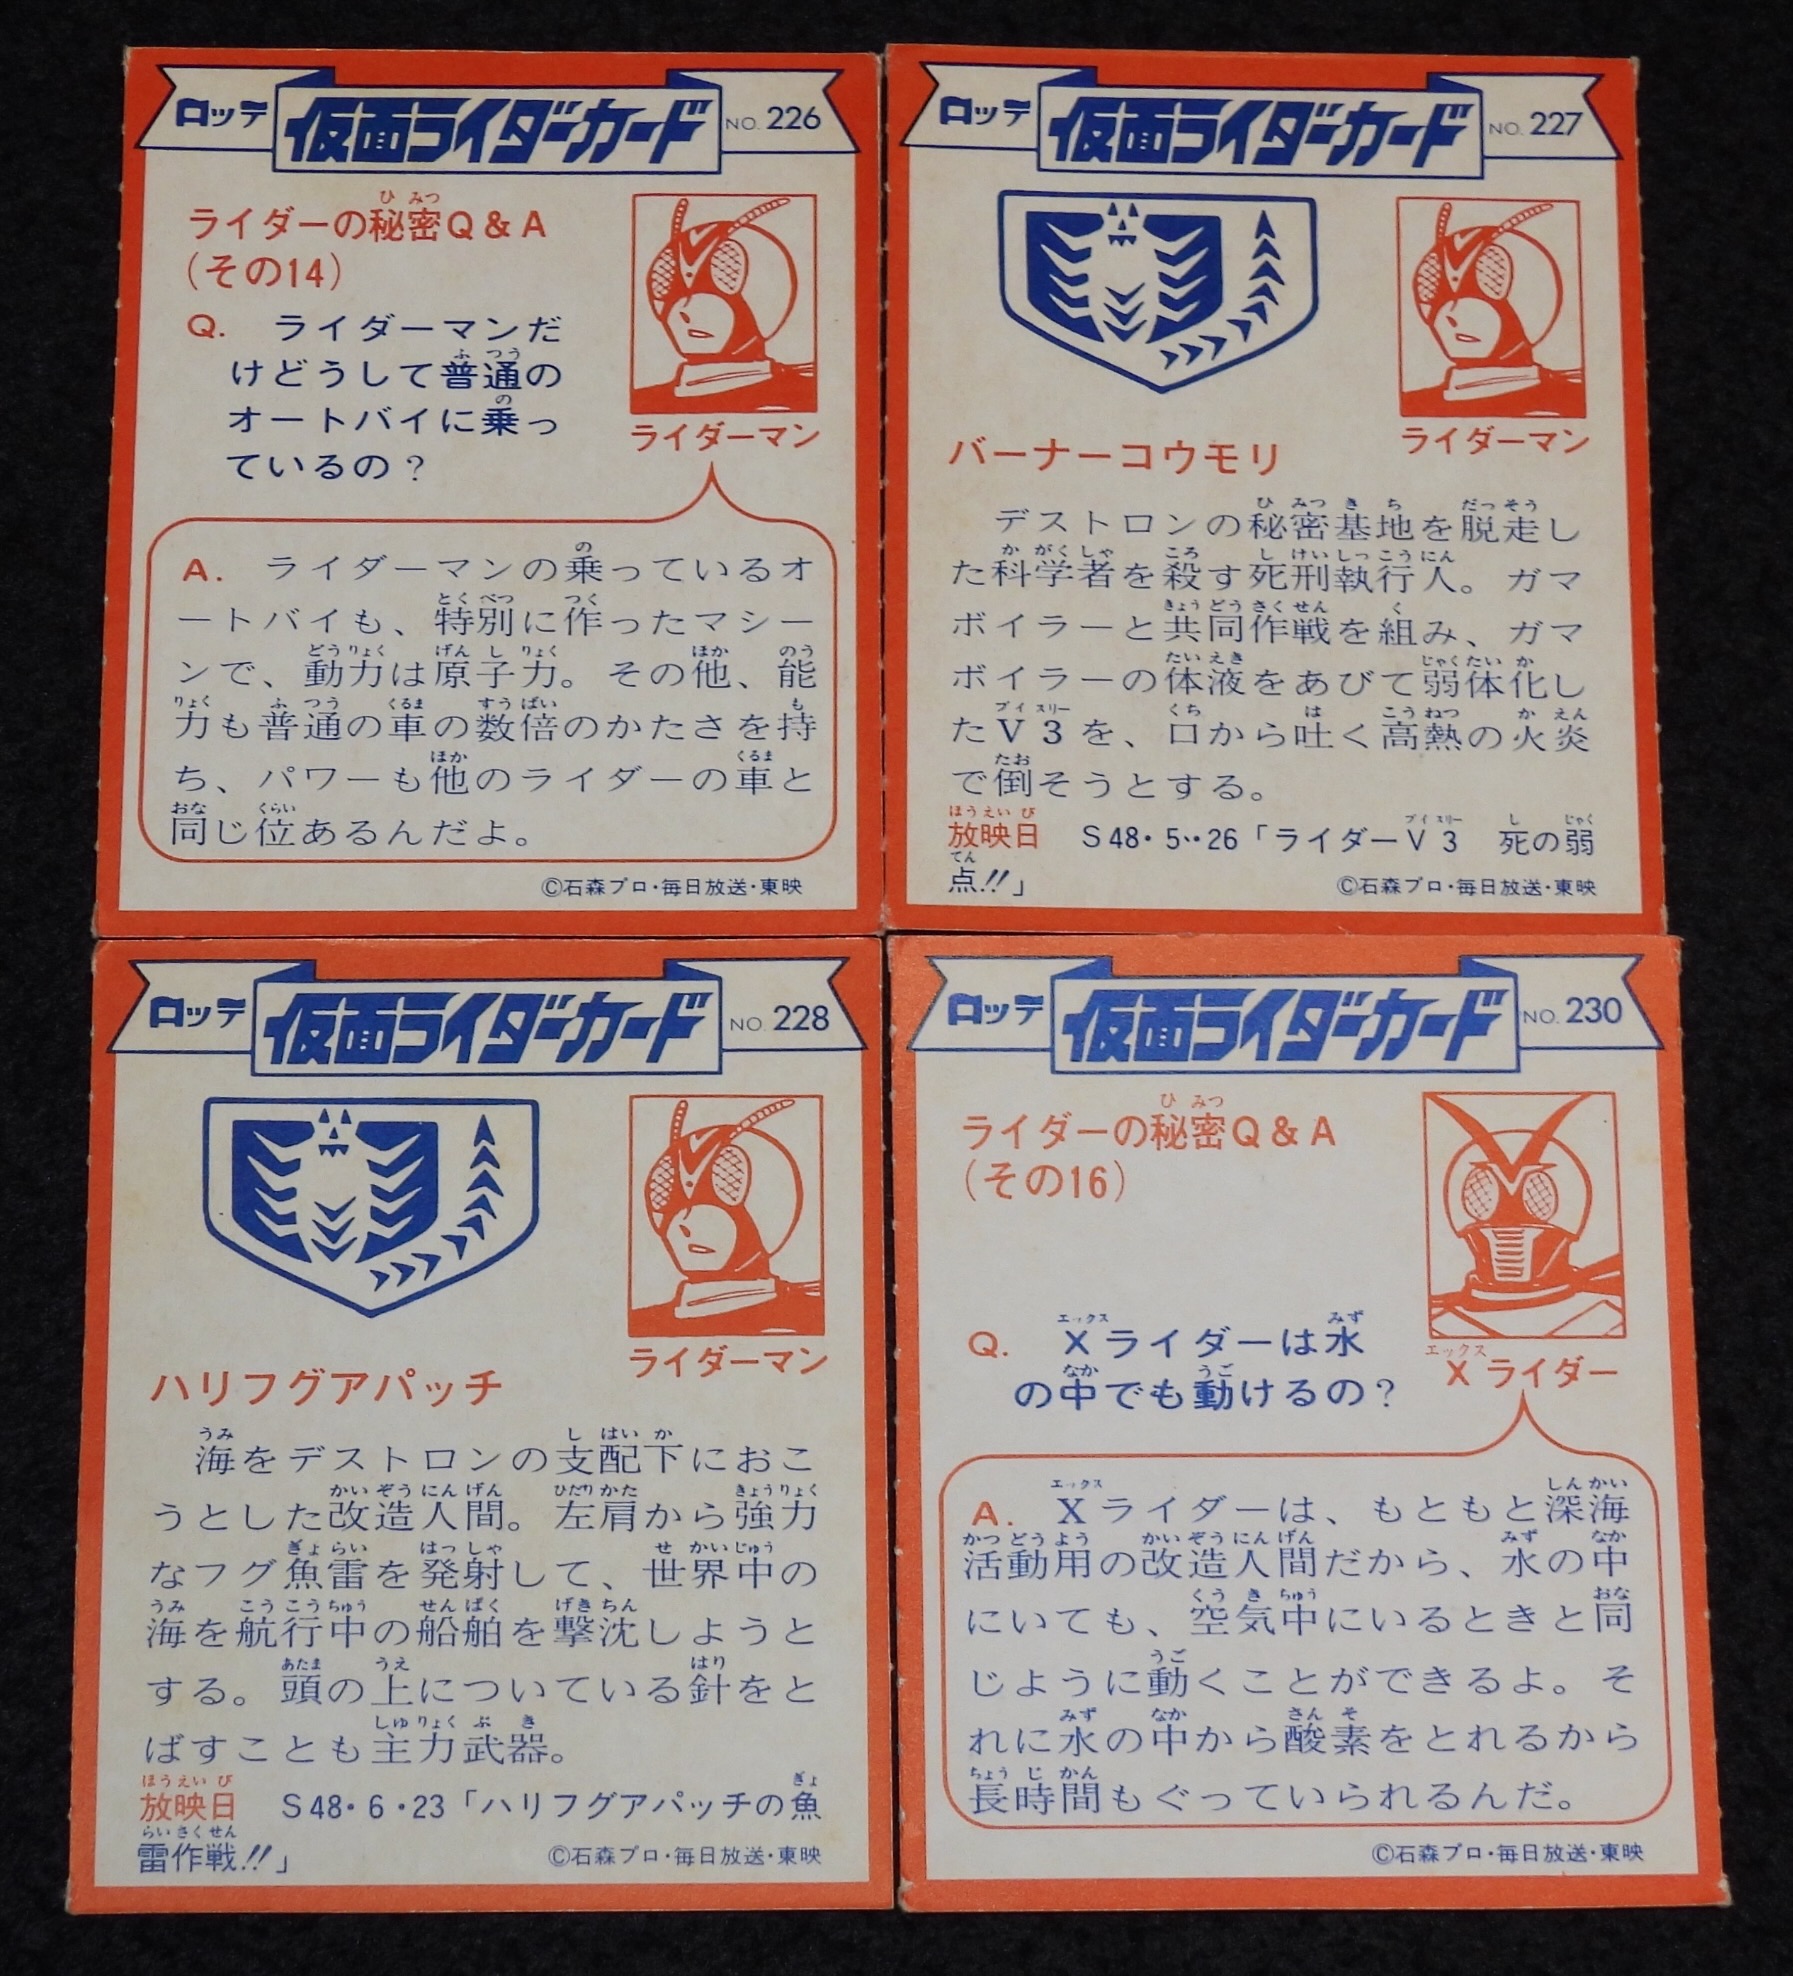 ロッテ 仮面ライダーカード NO. 226
ライダーの秘密Q&A
(その14)
Q. ライダーマンだ
けどうして普通の
オートバイに乗っ
ているの？
ライダーマン
A. ライダーマンの乗っているオ
ートバイも、特別に作ったマシー
ンで、動力は原子力。その他、能
力も普通の車の数倍のかたさを持
ち、パワーも他のライダーの車と
同じ位あるんだよ。
©石森プロ・毎日放送・東映
ロッテ 仮面ライダーカード NO. 227
ライダーマン
バーナーコウモリ
デストロンの秘密基地を脱走し
た科学者を殺す死刑執行人。ガマ
ボイラーと共同作戦を組み、ガマ
ボイラーの体液をあびて弱体化し
たV3を、口から吐く高熱の火炎
で倒そうとする。
放映日 S48・5・・26「ライダーV3 死の弱
点!!」
©石森プロ・毎日放送・東映
ロッテ 仮面ライダーカード NO. 228
ライダーマン
ハリフグアパッチ
海をデストロンの支配下におこ
うとした改造人間。左肩から強力
なフグ魚雷を発射して、世界中の
海を航行中の船舶を撃沈しようと
する。頭の上についている針をと
ばすことも主力武器。
放映日 S48・6・23「ハリフグアパッチの魚
雷作戦!!」
©石森プロ・毎日放送・東映
ロッテ 仮面ライダーカード NO. 230
ライダーの秘密Q&A
(その16)
Q. Xライダーは水
の中でも動けるの？
Xライダー
A. Xライダーは、もともと深海
活動用の改造人間だから、水の中
にいても、空気中にいるときと同
じように動くことができるよ。そ
れに水の中から酸素をとれるから
長時間もぐっていられるんだ。
©石森プロ・毎日放送・東映